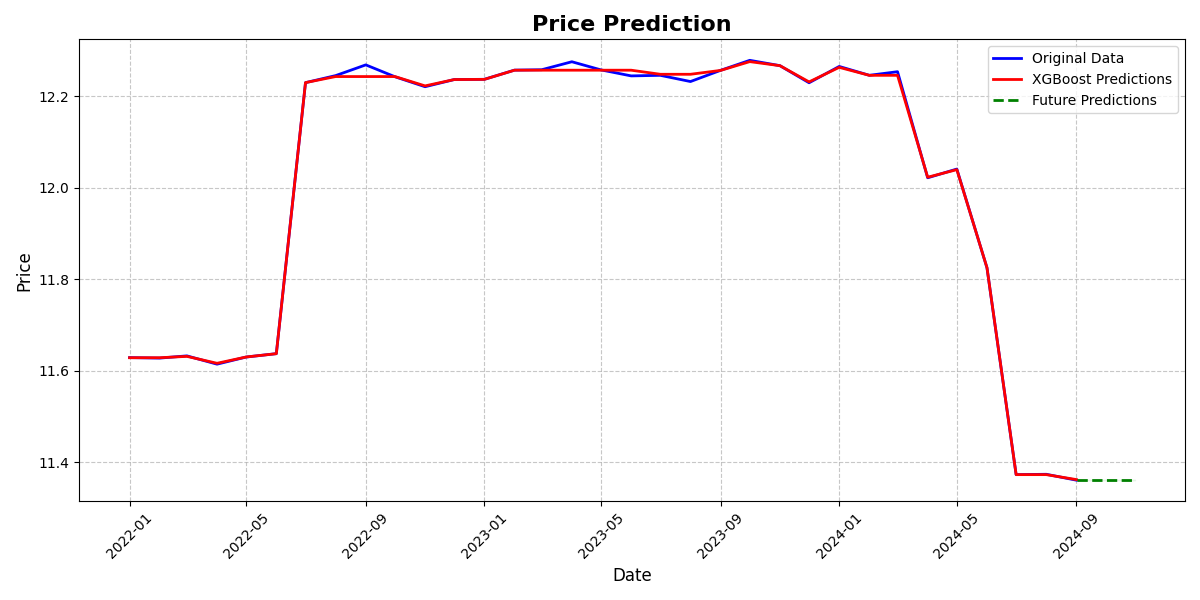 Price Prediction
Original Data
XGBoost Predictions
Future Predictions
Price
12.2
12.0
11.8
11.6
11.4
2022-01
2022-05
2022-09
2023-01
2023-05
2023-09
2024-01
2024-05
2024-09
Date